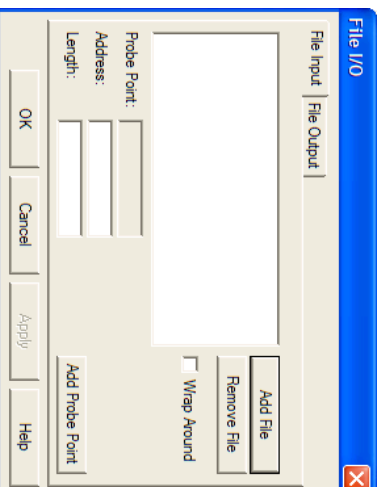 File I/O
File Input
File Output
Add File
Remove File
Wrap Around
Probe Point:
Address:
Length:
Add Probe Point
OK
Cancel
Apply
Help